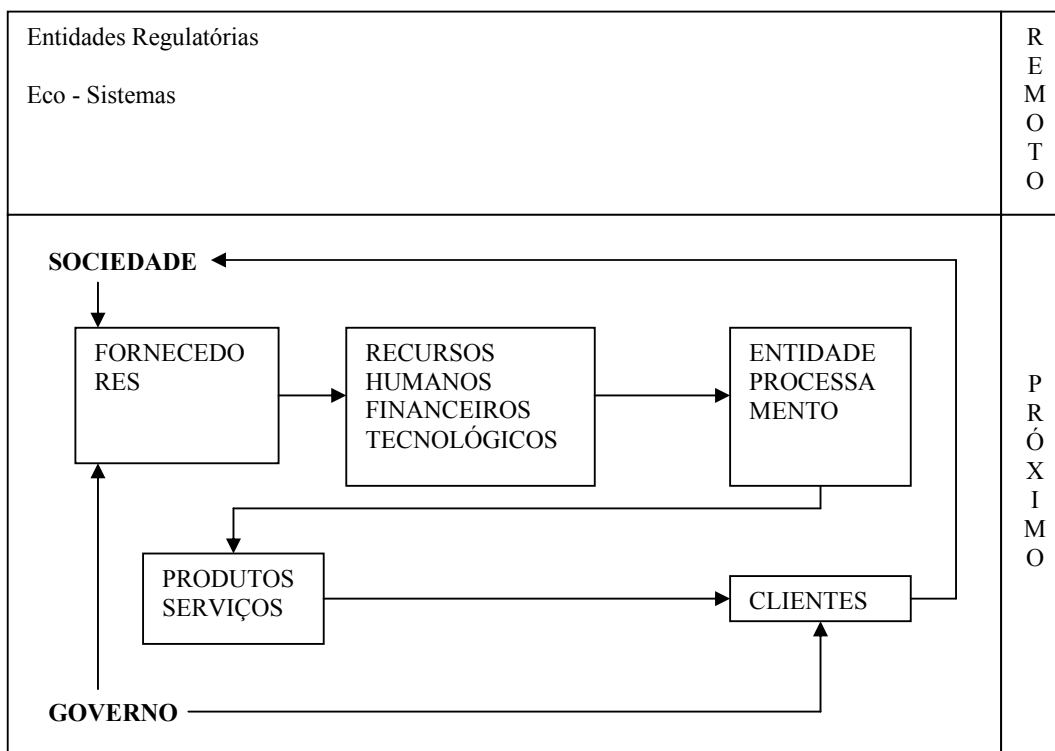 Entidades Regulatórias
Eco - Sistemas
R
E
M
O
T
O
SOCIEDADE
FORNECEDO
RES
RECURSOS
HUMANOS
FINANCEIROS
TECNOLÓGICOS
ENTIDADE
PROCESSA
MENTO
PRODUTOS
SERVIÇOS
CLIENTES
GOVERNO
P
R
Ó
X
I
M
O